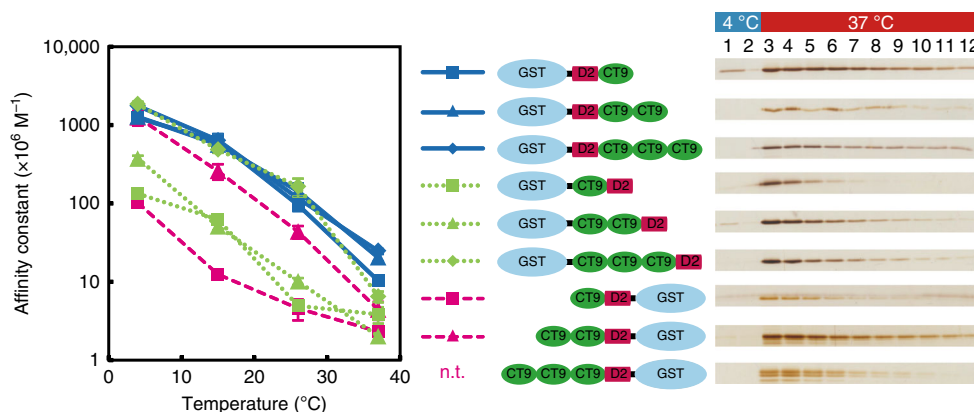 4 °C 37 °C
1 2 3 4 5 6 7 8 9 10 11 12
10,000
1000
100
10
1
Affinity constant (×10⁶ M⁻¹)
0 10 20 30 40
Temperature (°C)
GST D2 CT9
GST D2 CT9 CT9
GST D2 CT9 CT9 CT9
GST CT9 D2
GST CT9 CT9 D2
GST CT9 CT9 CT9 D2
CT9 D2 GST
CT9 CT9 D2 GST
n.t. CT9 CT9 CT9 D2 GST